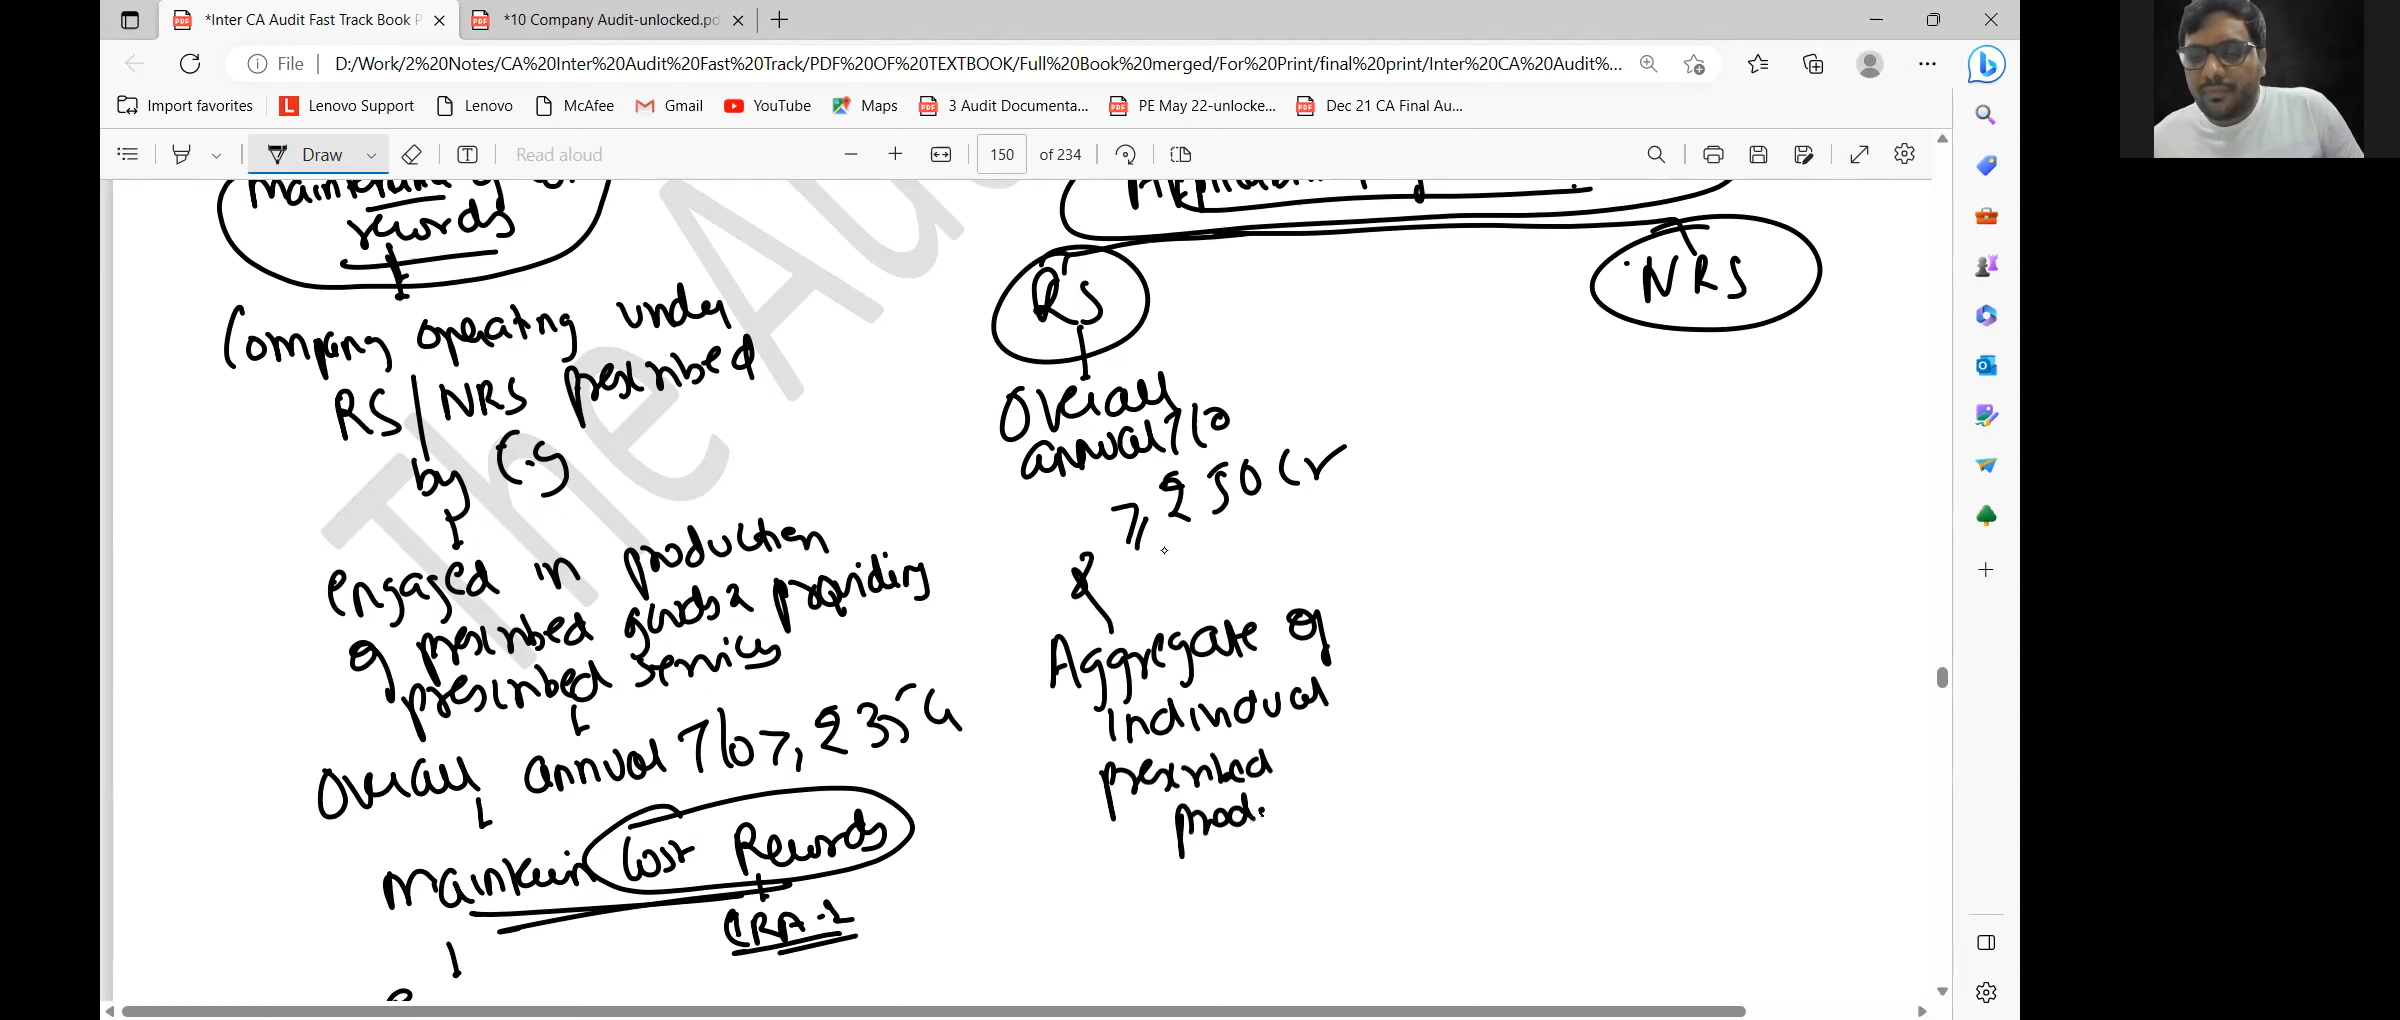 *Inter CA Audit Fast Track Book P
*10 Company Audit-unlocked.pd
File
D:/Work/2%20Notes/CA%20Inter%20Audit%20Fast%20Track/PDF%20OF%20TEXTBOOK/Full%20Book%20merged/For%20Print/final%20print/Inter%20CA%20Audit%...
Import favorites
Lenovo Support
Lenovo
McAfee
Gmail
YouTube
Maps
3 Audit Documenta...
PE May 22-unlocke...
Dec 21 CA Final Au...
Draw
Read aloud
150
of 234
The Au
records
Company operating under
RS/NRS prescribed
by C.G
engaged in production
of prescribed goods & providing
prescribed services
Overall annual T/o ≥ ₹ 35 Cr
Maintain Cost Records
CRA-1
RS
Overall
annual T/o
≥ ₹ 50 Cr
&
Aggregate of
individual
prescribed
prod.
NRS